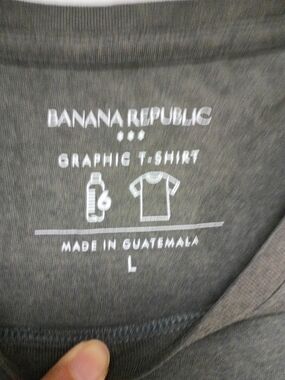 BANANA REPUBLIC
GRAPHIC T-SHIRT
6
MADE IN GUATEMALA
L